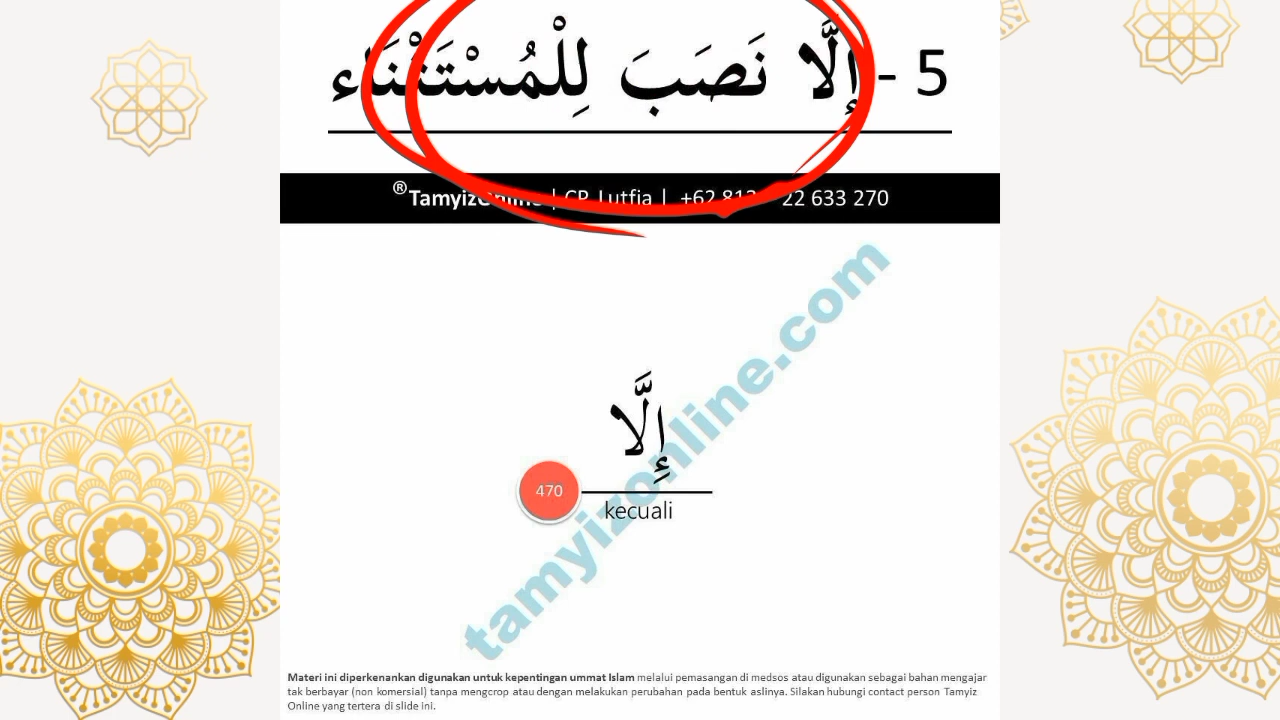 5 - إِلَّا نَصَبَ لِلْمُسْتَثْنَاء
®TamyizOnline | CP. Lutfia | +62 812 22 633 270
إِلَّا
470
kecuali
tamyizonline.com
Materi ini diperkenankan digunakan untuk kepentingan ummat Islam melalui pemasangan di medsos atau digunakan sebagai bahan mengajar
tak berbayar (non komersial) tanpa mengcrop atau dengan melakukan perubahan pada bentuk aslinya. Silakan hubungi contact person Tamyiz
Online yang tertera di slide ini.